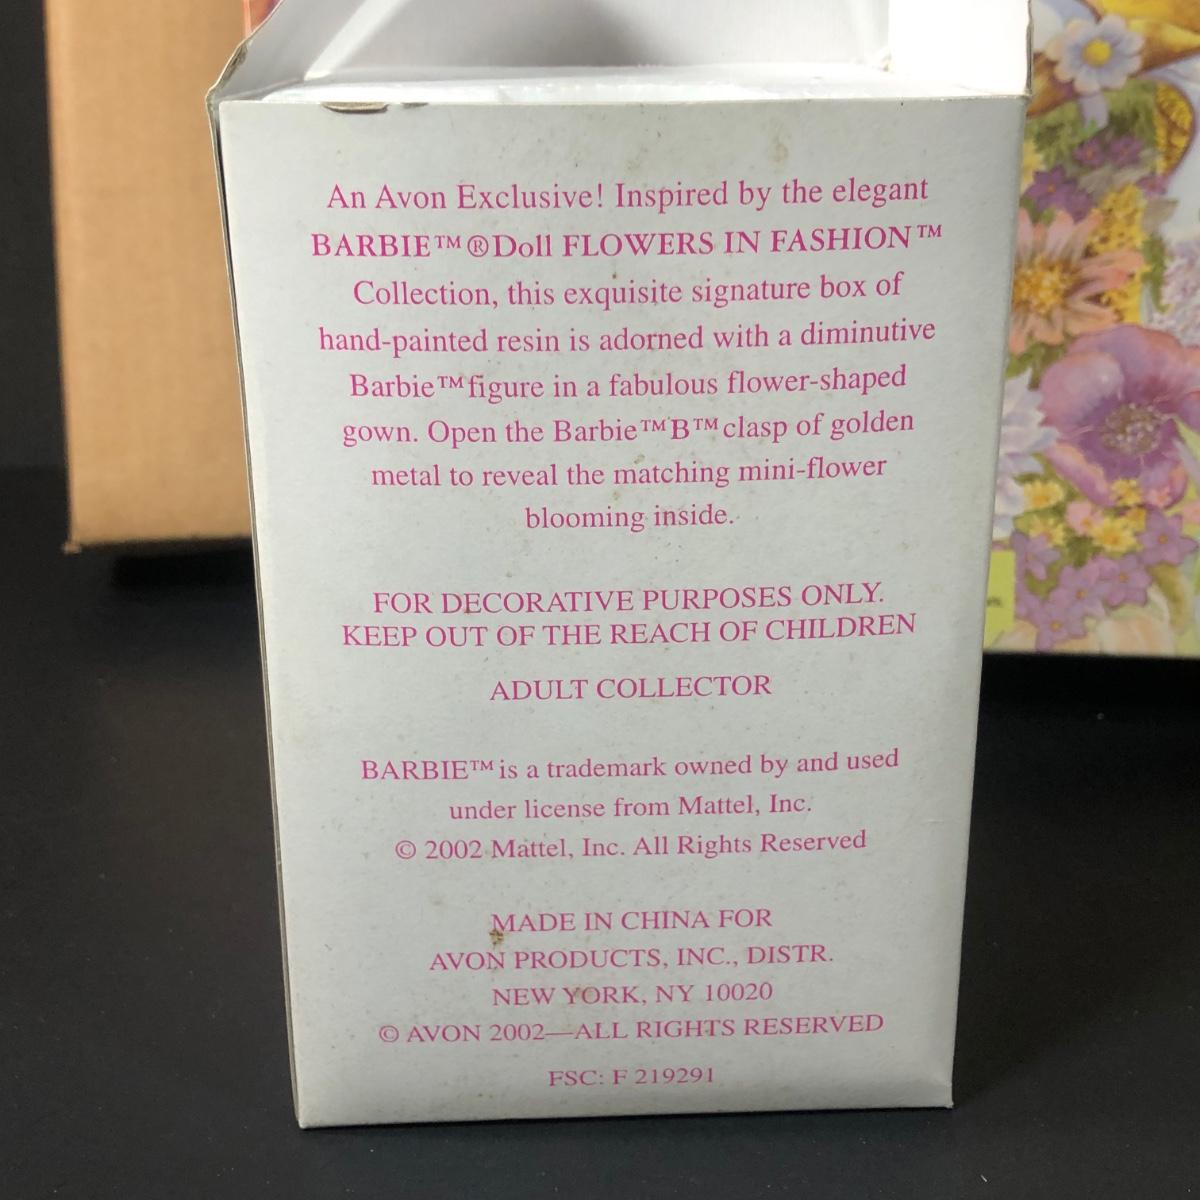 An Avon Exclusive! Inspired by the elegant
BARBIE™®Doll FLOWERS IN FASHION™
Collection, this exquisite signature box of
hand-painted resin is adorned with a diminutive
Barbie™figure in a fabulous flower-shaped
gown. Open the Barbie™B™clasp of golden
metal to reveal the matching mini-flower
blooming inside.
FOR DECORATIVE PURPOSES ONLY.
KEEP OUT OF THE REACH OF CHILDREN
ADULT COLLECTOR
BARBIE™is a trademark owned by and used
under license from Mattel, Inc.
© 2002 Mattel, Inc. All Rights Reserved
MADE IN CHINA FOR
AVON PRODUCTS, INC., DISTR.
NEW YORK, NY 10020
© AVON 2002—ALL RIGHTS RESERVED
FSC: F 219291